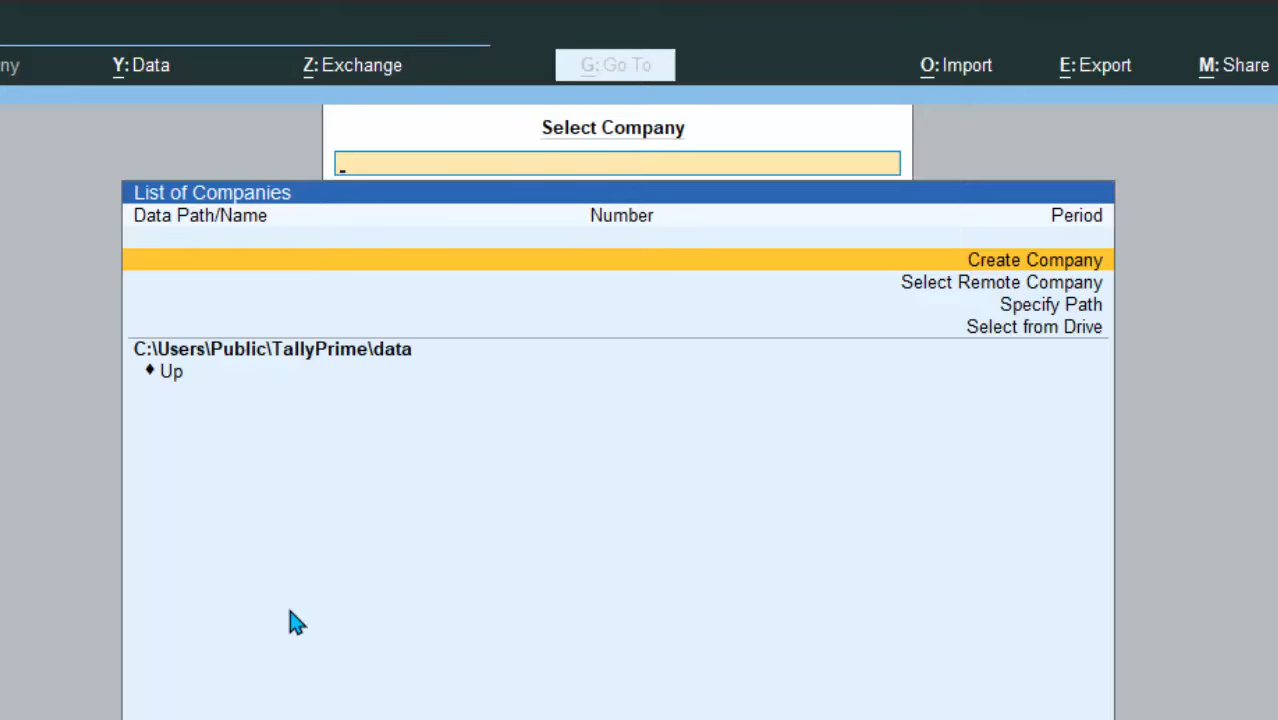 ny Y: Data Z: Exchange G: Go To O: Import E: Export M: Share
Select Company
List of Companies
Data Path/Name Number Period
Create Company
Select Remote Company
Specify Path
Select from Drive
C:\Users\Public\TallyPrime\data
♦ Up